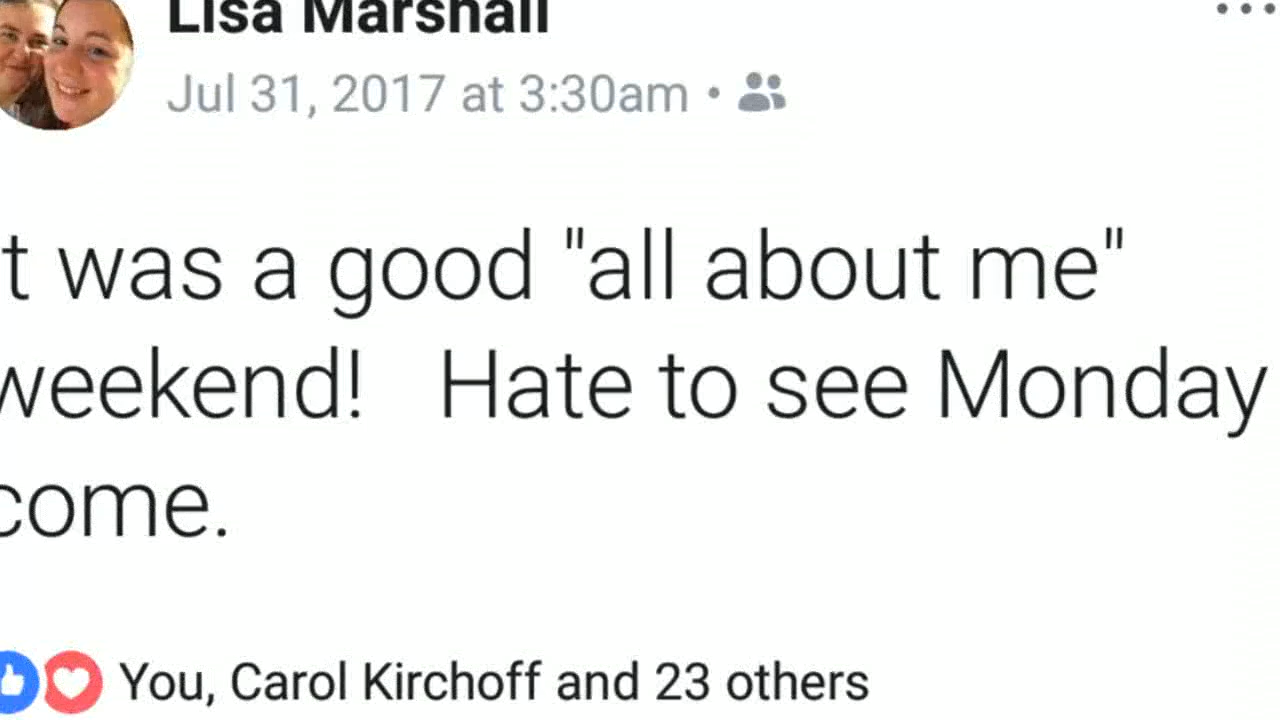 Lisa Marshall
Jul 31, 2017 at 3:30am •
t was a good "all about me"
weekend! Hate to see Monday
come.
You, Carol Kirchoff and 23 others